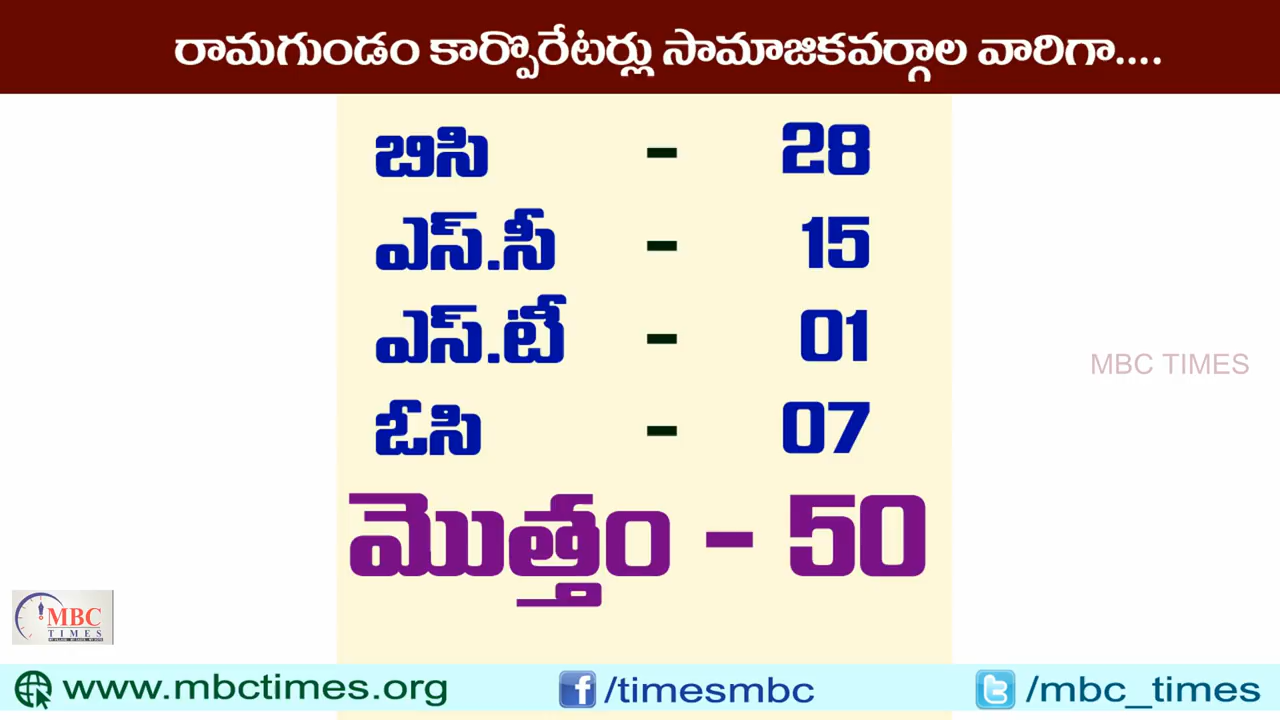 రామగుండం కార్పొరేటర్లు సామాజికవర్గాల వారిగా....
బిసి - 28
ఎస్.సీ - 15
ఎస్.టీ - 01
ఓసి - 07
మొత్తం - 50
MBC TIMES
MBC
TIMES
www.mbctimes.org /timesmbc /mbc_times